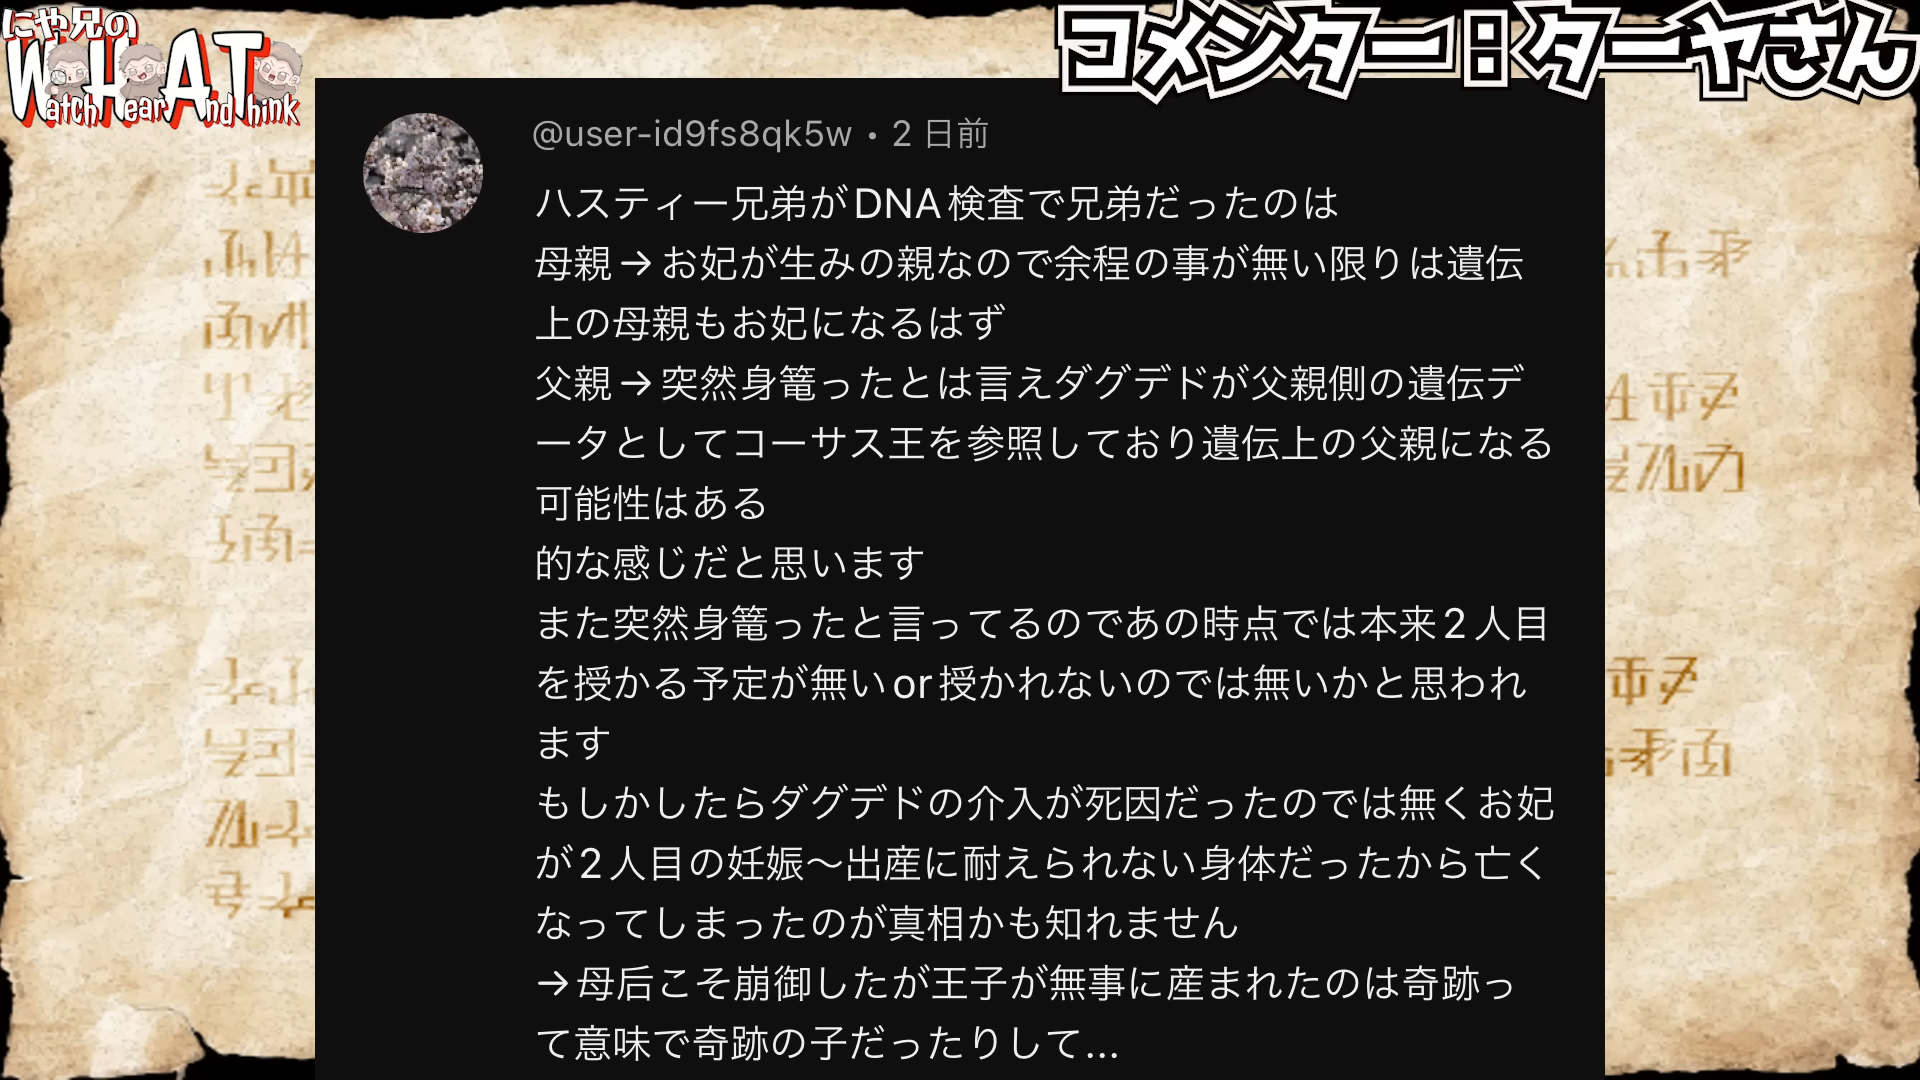 にや兄の
WHAT
Watch Hear And Think
コメンター：ターヤさん
@user-id9fs8qk5w・2 日前
ハスティー兄弟がDNA検査で兄弟だったのは
母親→お妃が生みの親なので余程の事が無い限りは遺伝
上の母親もお妃になるはず
父親→突然身篭ったとは言えダグデドが父親側の遺伝デ
ータとしてコーサス王を参照しており遺伝上の父親になる
可能性はある
的な感じだと思います
また突然身篭ったと言ってるのであの時点では本来2人目
を授かる予定が無いor授かれないのでは無いかと思われ
ます
もしかしたらダグデドの介入が死因だったのでは無くお妃
が2人目の妊娠〜出産に耐えられない身体だったから亡く
なってしまったのが真相かも知れません
→母后こそ崩御したが王子が無事に産まれたのは奇跡っ
て意味で奇跡の子だったりして...